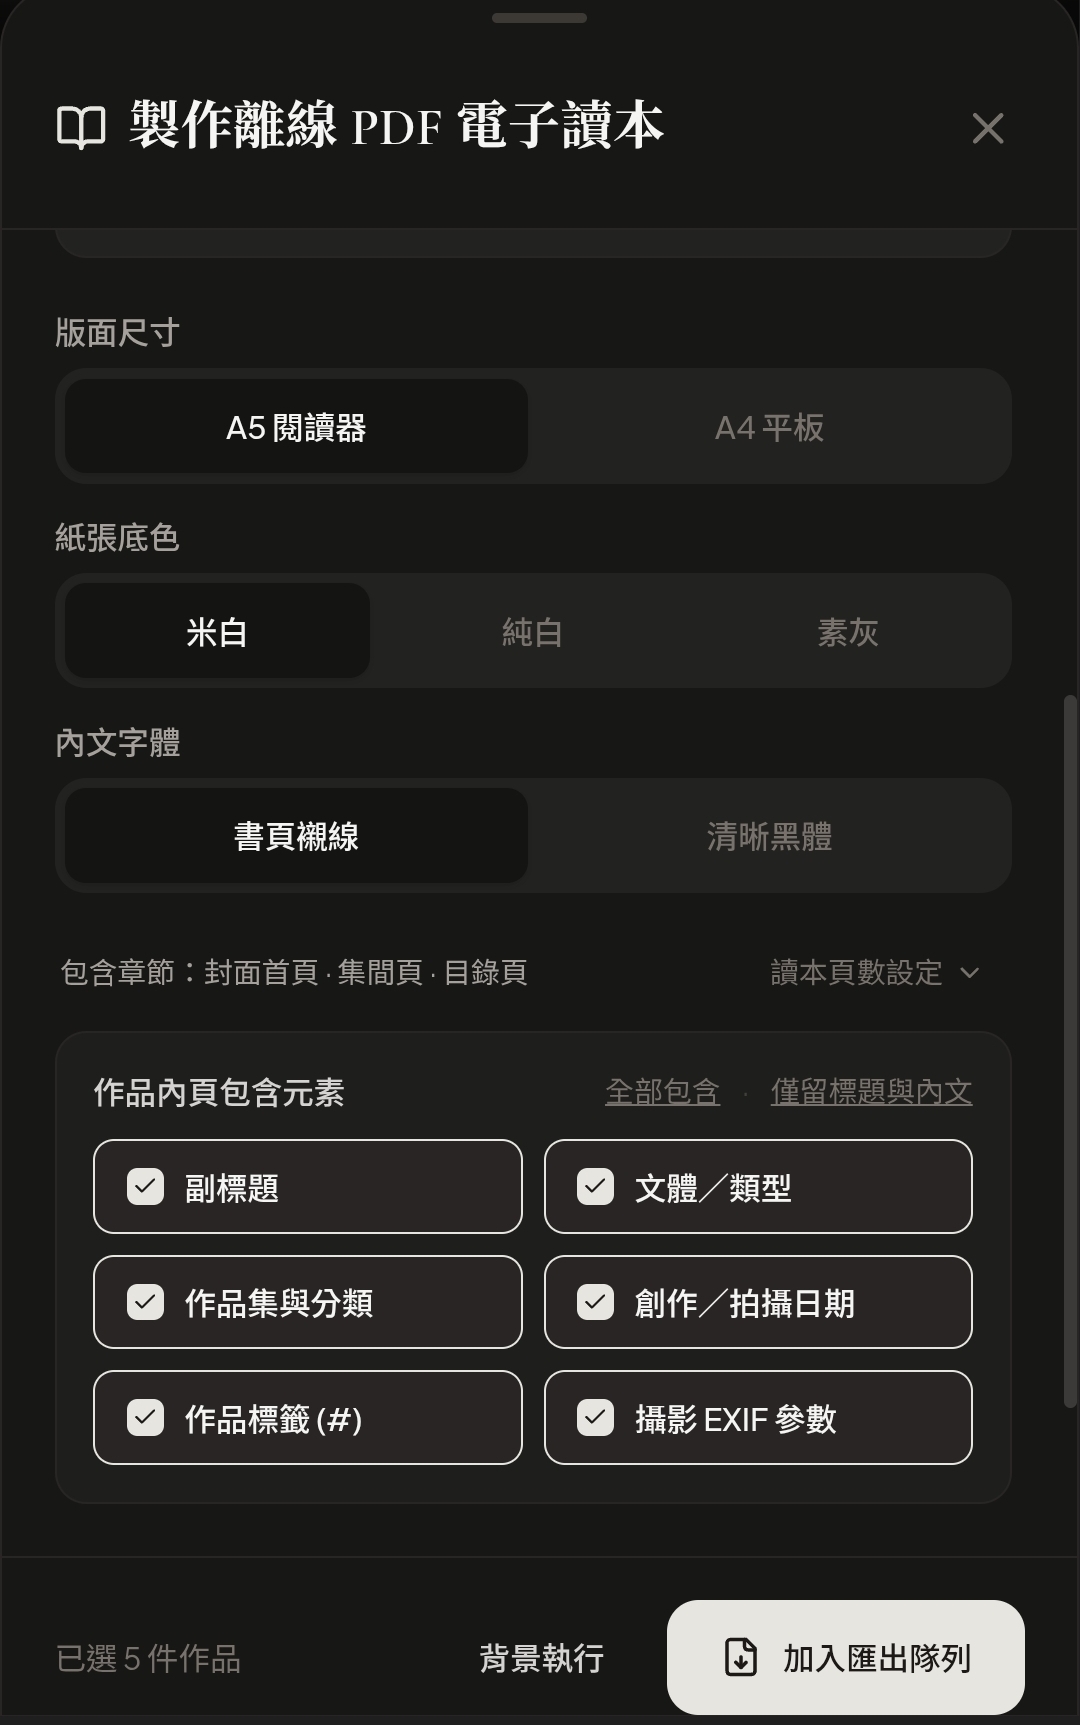 製作離線 PDF 電子讀本
版面尺寸
A5 閱讀器
A4 平板
紙張底色
米白
純白
素灰
內文字體
書頁襯線
清晰黑體
包含章節：封面首頁 · 集間頁 · 目錄頁
讀本頁數設定
作品內頁包含元素
全部包含 · 僅留標題與內文
副標題
文體／類型
作品集與分類
創作／拍攝日期
作品標籤 (#)
攝影 EXIF 參數
已選 5 件作品
背景執行
加入匯出隊列